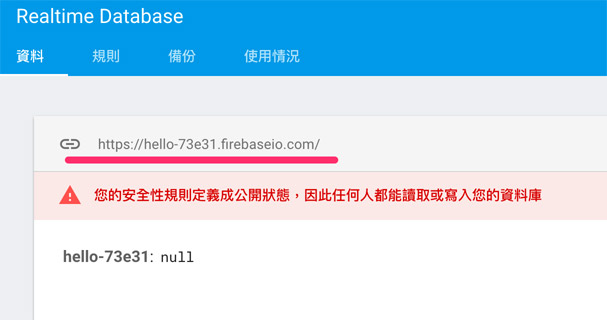 Realtime Database
資料 規則 備份 使用情況
https://hello-73e31.firebaseio.com/
您的安全性規則定義成公開狀態，因此任何人都能讀取或寫入您的資料庫
hello-73e31: null